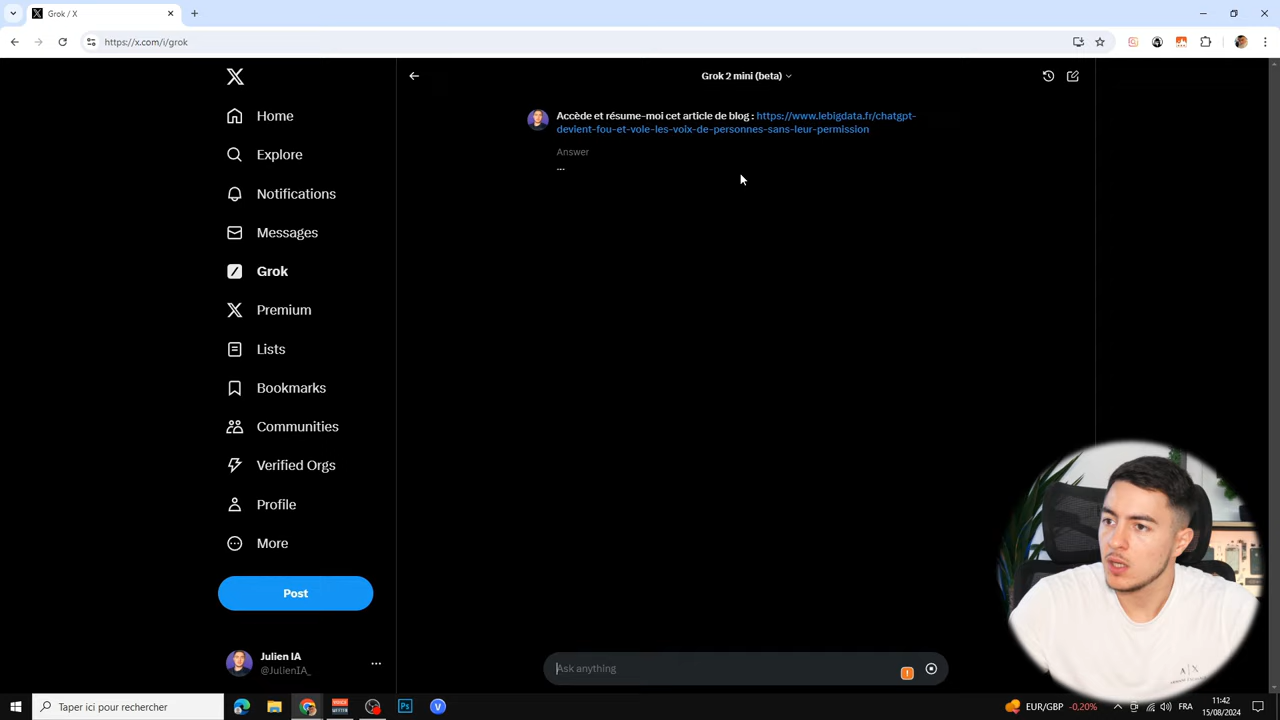 Grok / X
https://x.com/i/grok
Grok 2 mini (beta)
Home
Explore
Notifications
Messages
Grok
Premium
Lists
Bookmarks
Communities
Verified Orgs
Profile
More
Post
Julien IA
@JulienIA_
Accède et résume-moi cet article de blog : https://www.lebigdata.fr/chatgpt-
devient-fou-et-vole-les-voix-de-personnes-sans-leur-permission
Answer
...
Ask anything
A|X
Taper ici pour rechercher
Ps
V
EUR/GBP -0,20%
FRA
11:42
15/08/2024